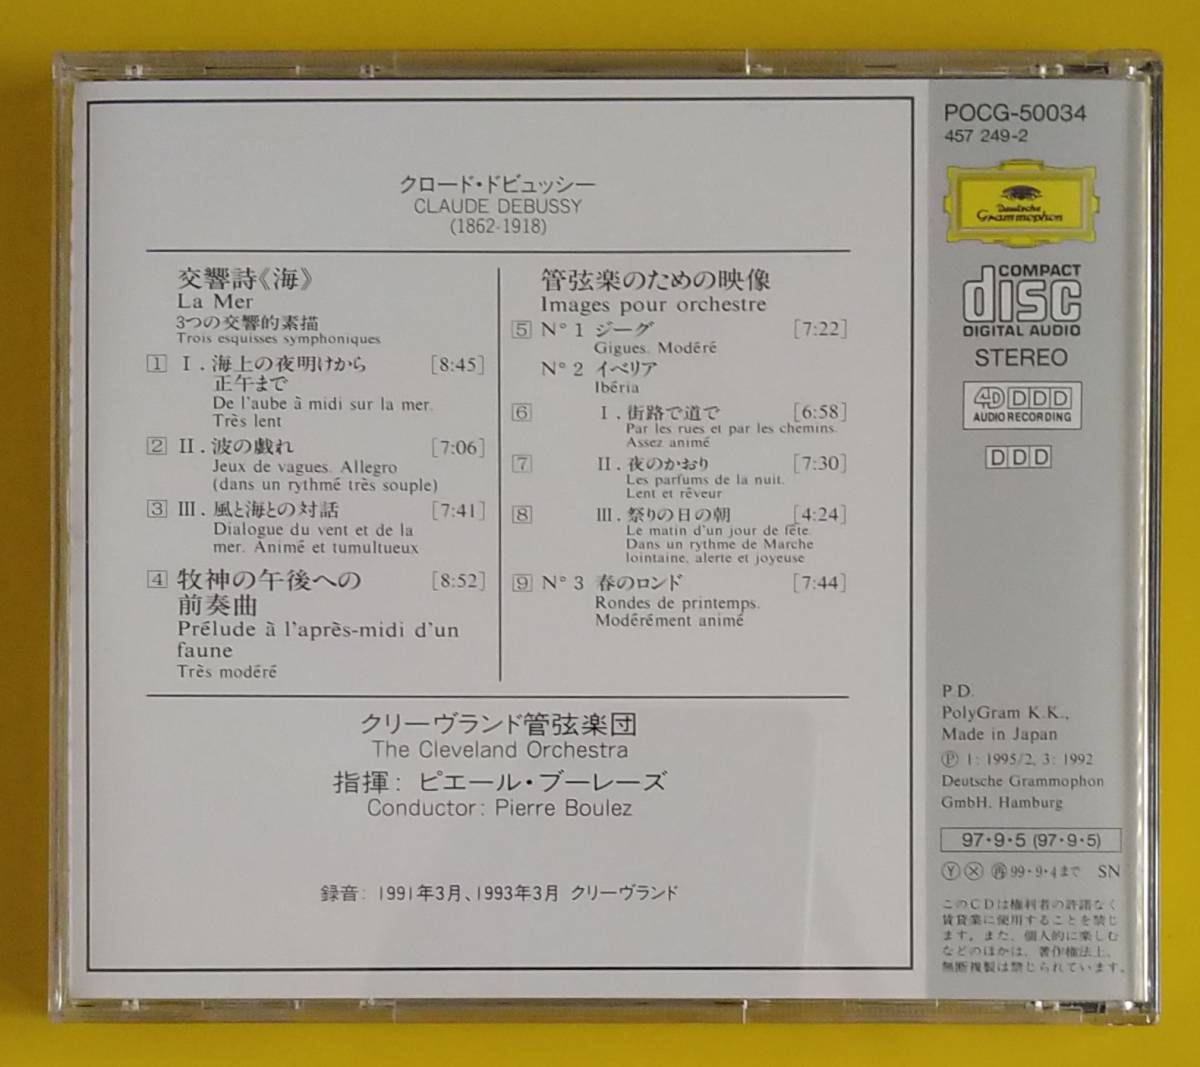 クロード・ドビュッシー
CLAUDE DEBUSSY
(1862-1918)
交響詩《海》
La Mer
3つの交響的素描
Trois esquisses symphoniques
1 I. 海上の夜明けから [8:45]
正午まで
De l'aube à midi sur la mer.
Très lent
2 II. 波の戯れ [7:06]
Jeux de vagues. Allegro
(dans un rythmé très souple)
3 III. 風と海との対話 [7:41]
Dialogue du vent et de la
mer. Animé et tumultueux
4 牧神の午後への [8:52]
前奏曲
Prélude à l'après-midi d'un
faune
Très modéré
管弦楽のための映像
Images pour orchestre
5 N° 1 ジーグ [7:22]
Gigues. Modéré
N° 2 イベリア
Ibéria
6 I. 街路で道で [6:58]
Par les rues et par les chemins.
Assez animé
7 II. 夜のかおり [7:30]
Les parfums de la nuit.
Lent et rêveur
8 III. 祭りの日の朝 [4:24]
Le matin d'un jour de fête.
Dans un rythme de Marche
lointaine, alerte et joyeuse
9 N° 3 春のロンド [7:44]
Rondes de printemps.
Modérément animé
クリーヴランド管弦楽団
The Cleveland Orchestra
指揮: ピエール・ブーレーズ
Conductor: Pierre Boulez
録音: 1991年3月、1993年3月 クリーヴランド
POCG-50034
457 249-2
Deutsche
Grammophon
COMPACT
disc
DIGITAL AUDIO
STEREO
4D DDD
AUDIO RECORDING
DDD
P.D.
PolyGram K.K.,
Made in Japan
Ⓟ 1: 1995/2, 3: 1992
Deutsche Grammophon
GmbH, Hamburg
97・9・5 (97・9・5)
Ⓨ Ⓧ 再 99・9・4まで SN
このCDは権利者の許諾なく
賃貸業に使用することを禁じ
ます。また、個人的に楽しむ
などのほかは、著作権法上、
無断複製は禁じられています。